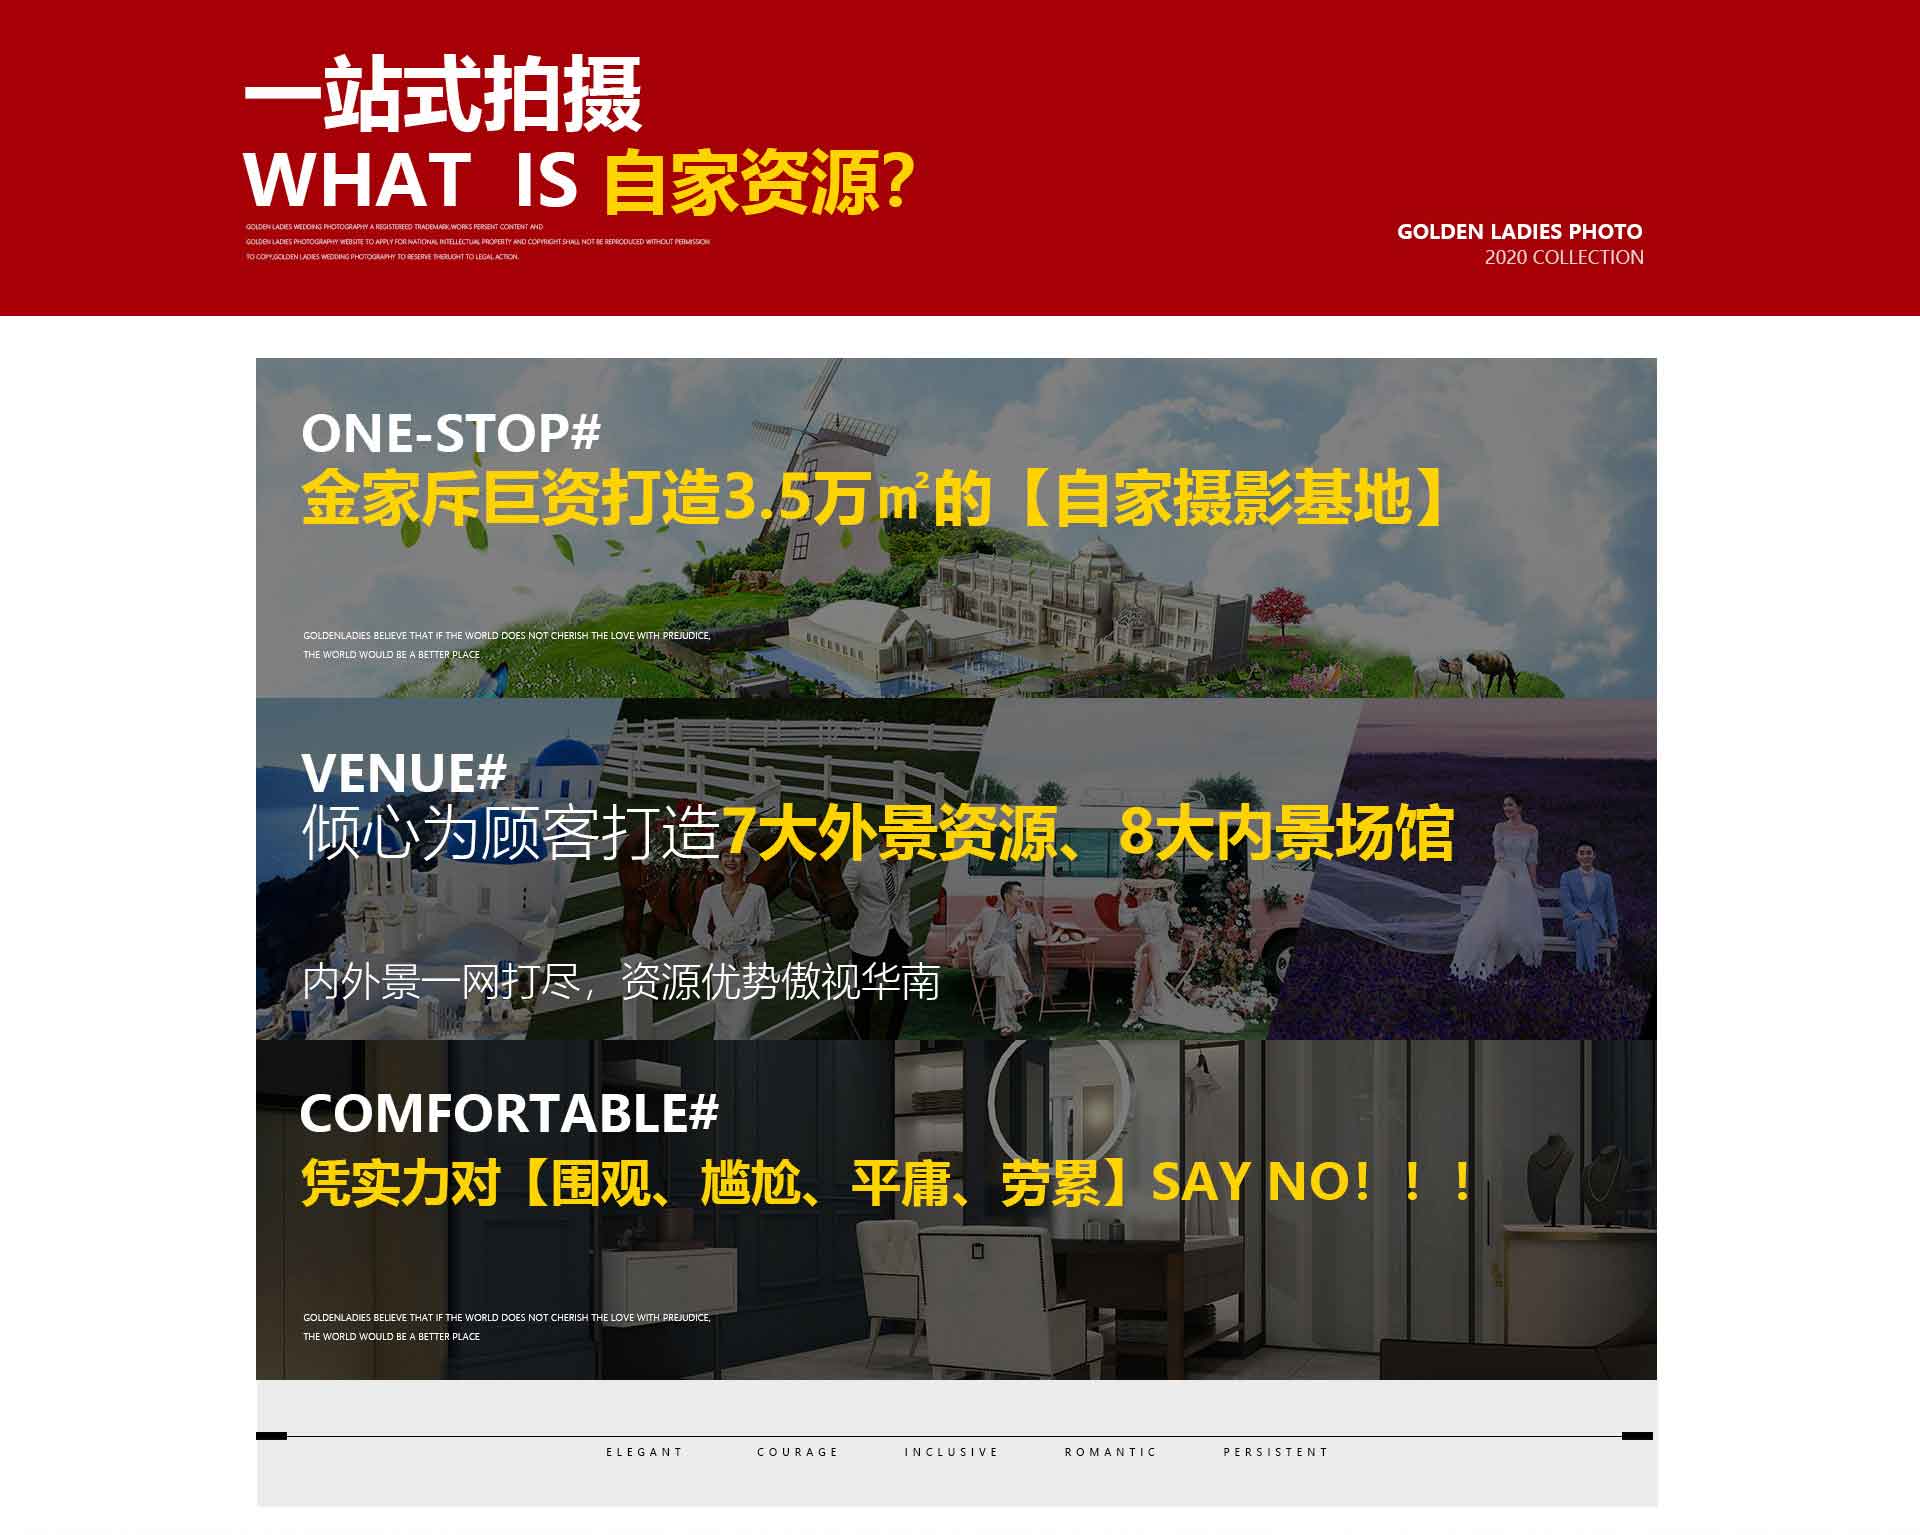 一站式拍摄
WHAT IS 自家资源?
GOLDEN LADIES WEDDING PHOTOGRAPHY A REGISTEREED TRADEMARK,WORKS PERSENT CONTENT AND
GOLDEN LADIES PHOTOGRAPHY WEBSITE TO APPLY FOR NATIONAL INTELLECTUAL PROPERTY AND COPYRIGHT.SHALL NOT BE REPRODUCED WITHOUT PERMISSION
TO COPY,GOLDEN LADIES WEDDING PHOTOGRAPHY TO RESERVE THERUGHT TO LEGAL ACTION.
GOLDEN LADIES PHOTO
2020 COLLECTION
ONE-STOP#
金家斥巨资打造3.5万㎡的【自家摄影基地】
GOLDENLADIES BELIEVE THAT IF THE WORLD DOES NOT CHERISH THE LOVE WITH PREJUDICE,
THE WORLD WOULD BE A BETTER PLACE
VENUE#
倾心为顾客打造7大外景资源、8大内景场馆
内外景一网打尽，资源优势傲视华南
COMFORTABLE#
凭实力对【围观、尴尬、平庸、劳累】SAY NO！！！
GOLDENLADIES BELIEVE THAT IF THE WORLD DOES NOT CHERISH THE LOVE WITH PREJUDICE,
THE WORLD WOULD BE A BETTER PLACE
ELEGANT COURAGE INCLUSIVE ROMANTIC PERSISTENT